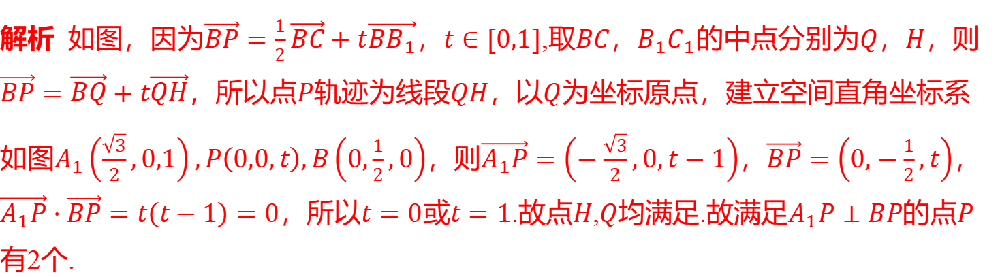 解析 如图，因为$\overrightarrow{BP}=\frac{1}{2}\overrightarrow{BC}+t\overrightarrow{BB_1}$，$t\in[0,1]$,取$BC$，$B_1C_1$的中点分别为$Q$，$H$，则
$\overrightarrow{BP}=\overrightarrow{BQ}+t\overrightarrow{QH}$，所以点$P$轨迹为线段$QH$，以$Q$为坐标原点，建立空间直角坐标系
如图$A_1\left(\frac{\sqrt{3}}{2},0,1\right),P(0,0,t),B\left(0,\frac{1}{2},0\right)$，则$\overrightarrow{A_1P}=\left(-\frac{\sqrt{3}}{2},0,t-1\right)$，$\overrightarrow{BP}=\left(0,-\frac{1}{2},t\right)$，
$\overrightarrow{A_1P}\cdot\overrightarrow{BP}=t(t-1)=0$，所以$t=0$或$t=1$.故点$H$,$Q$均满足.故满足$A_1P\perp BP$的点$P$
有2个.